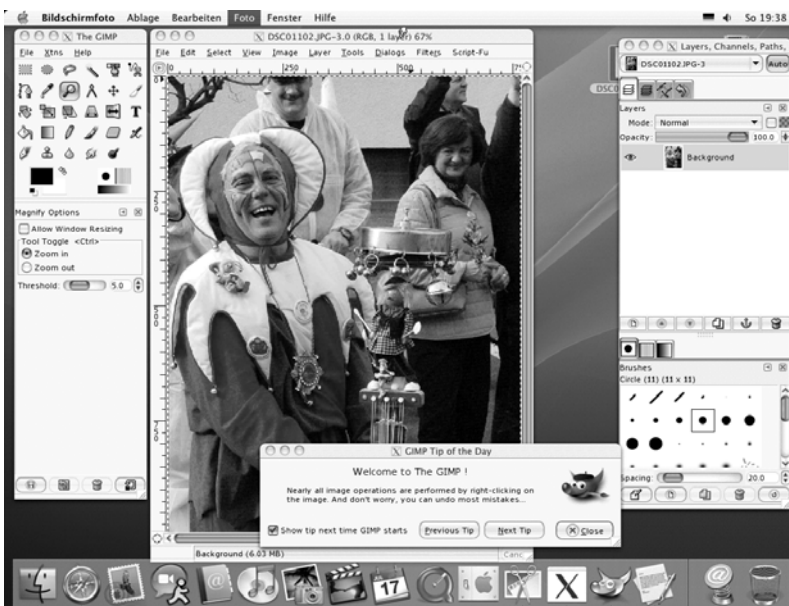 Bildschirmfoto Ablage Bearbeiten Foto Fenster Hilfe
So 19:38
The GIMP
File Xtns Help
Magnify Options
Allow Window Resizing
Tool Toggle <Ctrl>
Zoom in
Zoom out
Threshold: 5.0
DSC01102.JPG-3.0 (RGB, 1 layer) 67%
File Edit Select View Image Layer Tools Dialogs Filters Script-Fu
0 250 500
250
500
750
Background (6.03 MB)
Canc
GIMP Tip of the Day
Welcome to The GIMP !
Nearly all image operations are performed by right-clicking on
the image. And don't worry, you can undo most mistakes...
Show tip next time GIMP starts
Previous Tip
Next Tip
Close
DSC0
Layers, Channels, Paths,
DSC01102.JPG-3
Auto
Layers
Mode: Normal
Opacity: 100.0
Background
Brushes
Circle (11) (11 x 11)
Spacing: 20.0
17